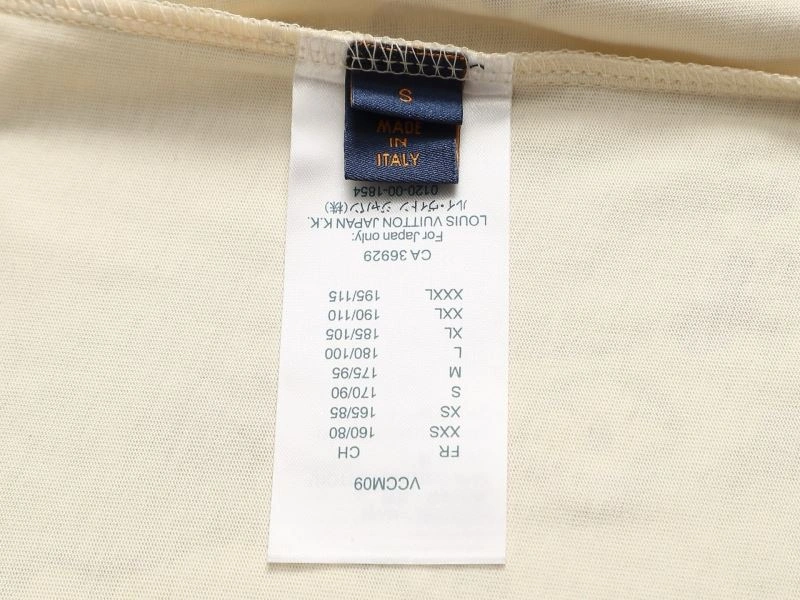 S
MADE
IN
ITALY
VCCM09
FR CH
XXS 160/80
XS 165/85
S 170/90
M 175/95
L 180/100
XL 185/105
XXL 190/110
XXXL 195/115
CA 36929
For Japan only:
LOUIS VUITTON JAPAN K.K.
ルイ・ヴィトン ジャパン(株)
0120-00-1854